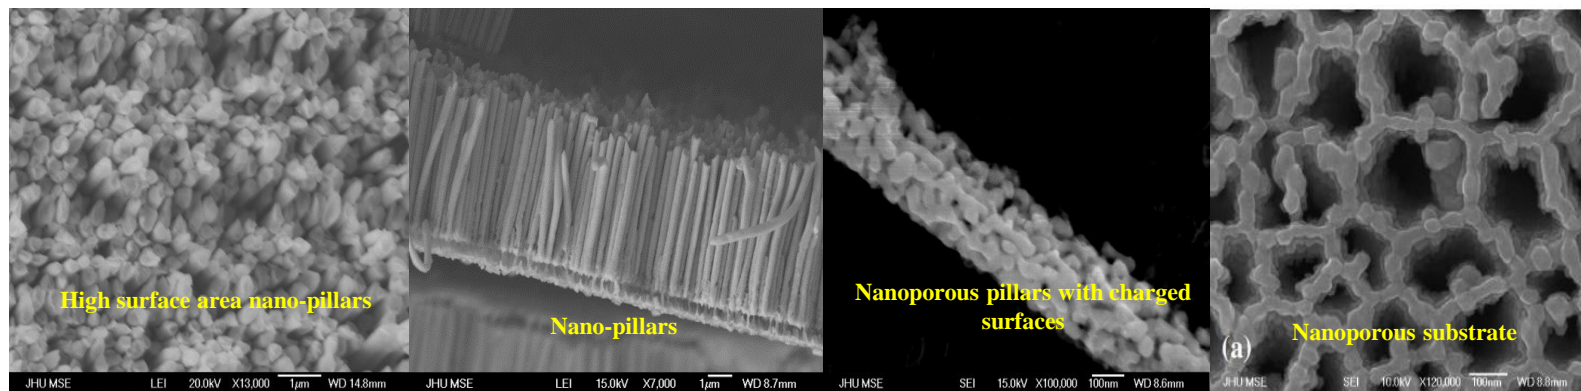 High surface area nano-pillars
JHU MSE LEI 20.0kV X13,000 1μm WD 14.8mm
Nano-pillars
JHU MSE LEI 15.0kV X7,000 1μm WD 8.7mm
Nanoporous pillars with charged
surfaces
JHU MSE SEI 15.0kV X100,000 100nm WD 8.6mm
Nanoporous substrate
(a)
JHU MSE SEI 10.0kV X120,000 100nm WD 8.8mm